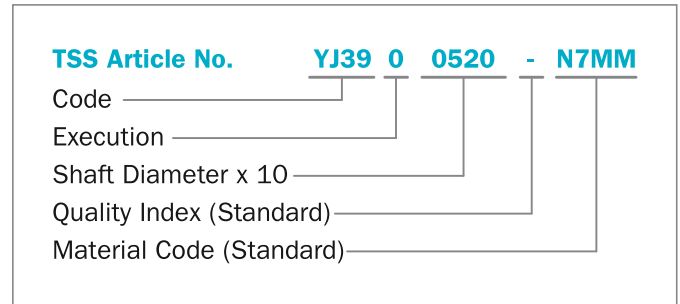 TSS Article No. YJ39 0 0520 - N7MM
Code
Execution
Shaft Diameter x 10
Quality Index (Standard)
Material Code (Standard)